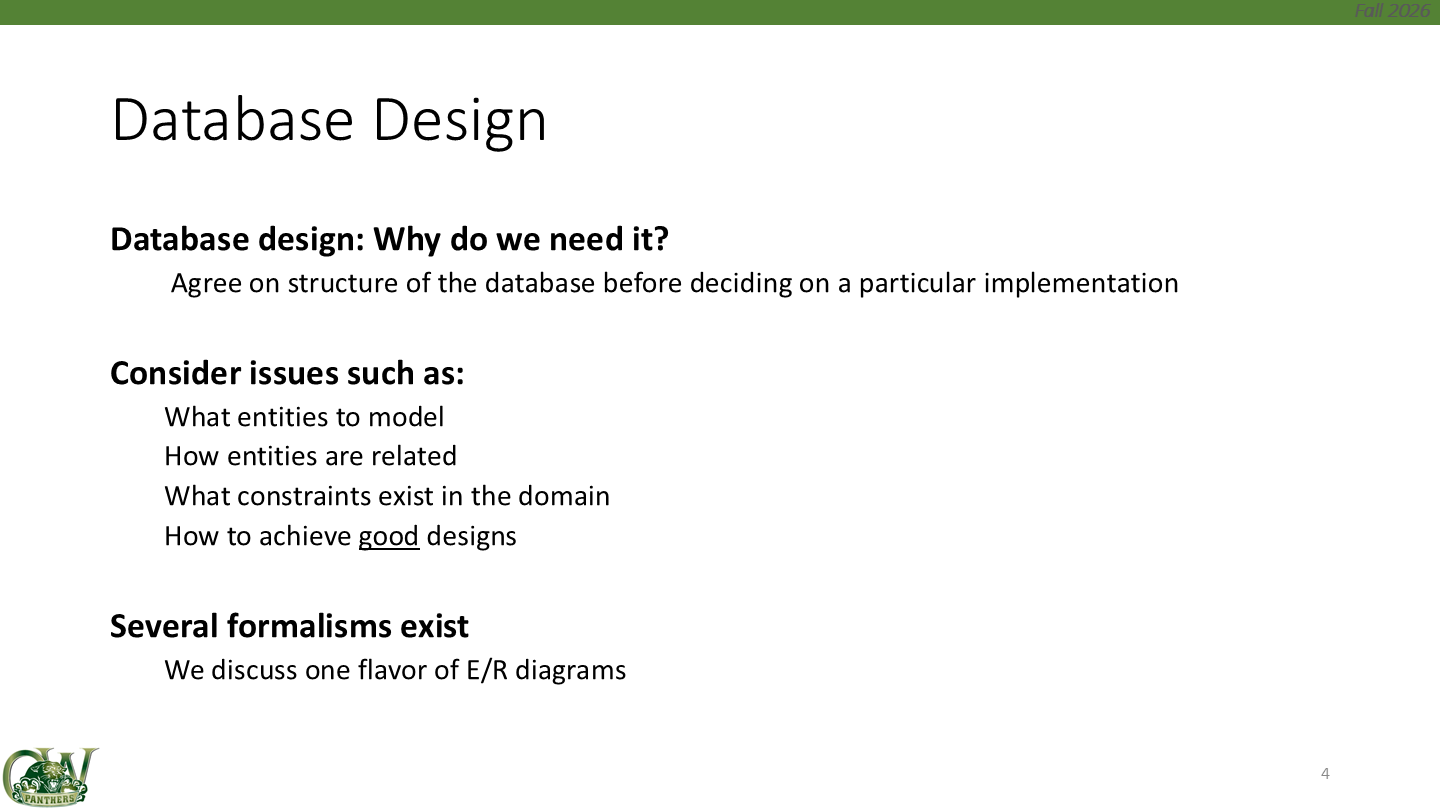 Fall 2026
Database Design
Database design: Why do we need it?
Agree on structure of the database before deciding on a particular implementation
Consider issues such as:
What entities to model
How entities are related
What constraints exist in the domain
How to achieve good designs
Several formalisms exist
We discuss one flavor of E/R diagrams
OW
PANTHERS
4